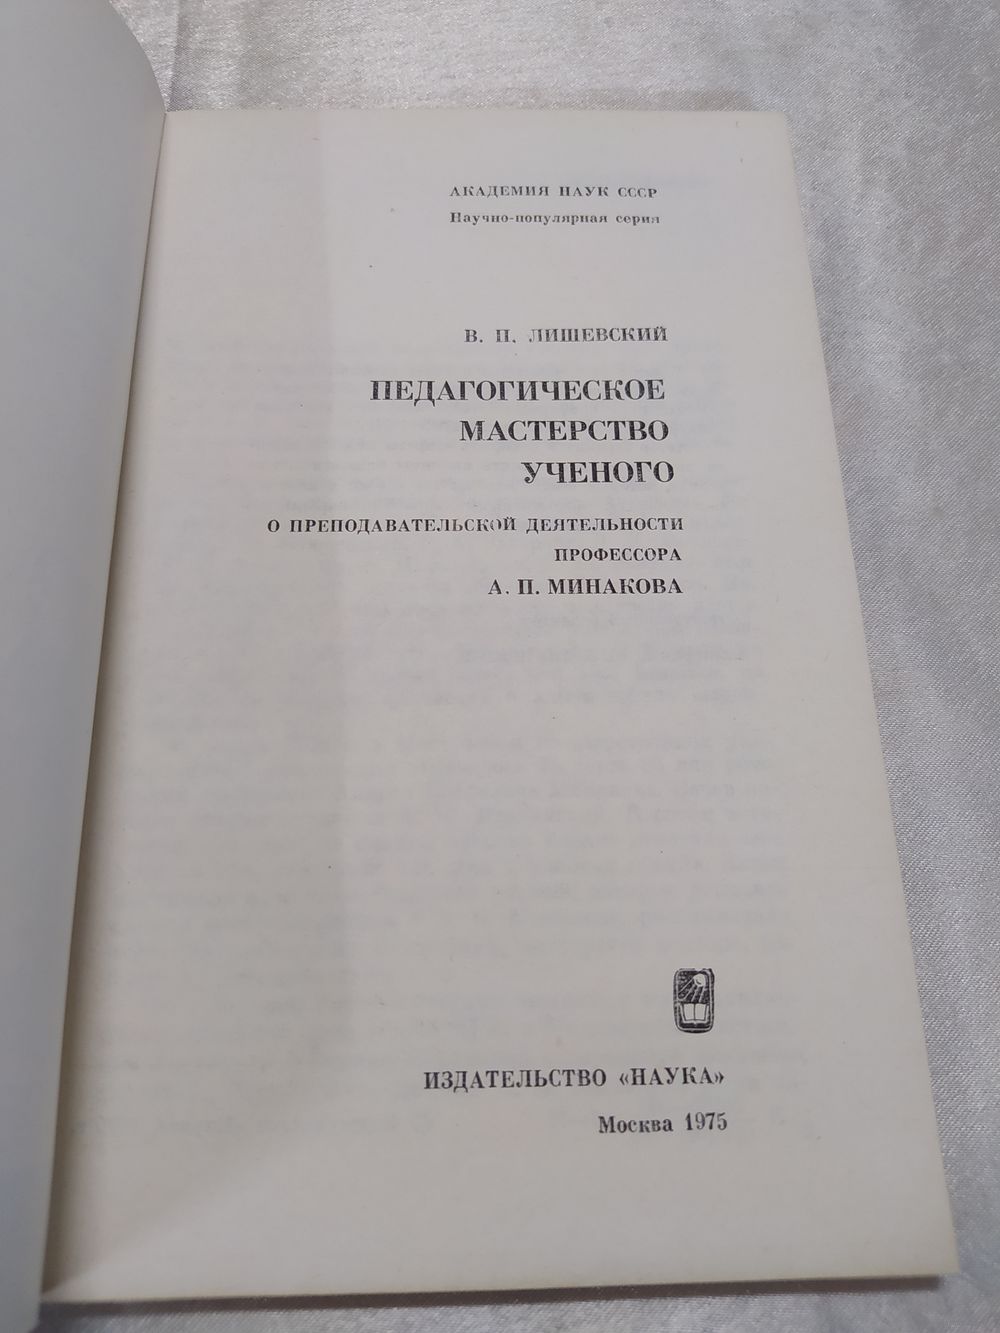 АКАДЕМИЯ НАУК СССР
Научно-популярная серия
В. П. ЛИШЕВСКИЙ
ПЕДАГОГИЧЕСКОЕ
МАСТЕРСТВО
УЧЕНОГО
О ПРЕПОДАВАТЕЛЬСКОЙ ДЕЯТЕЛЬНОСТИ
ПРОФЕССОРА
А. П. МИНАКОВА
ИЗДАТЕЛЬСТВО «НАУКА»
Москва 1975